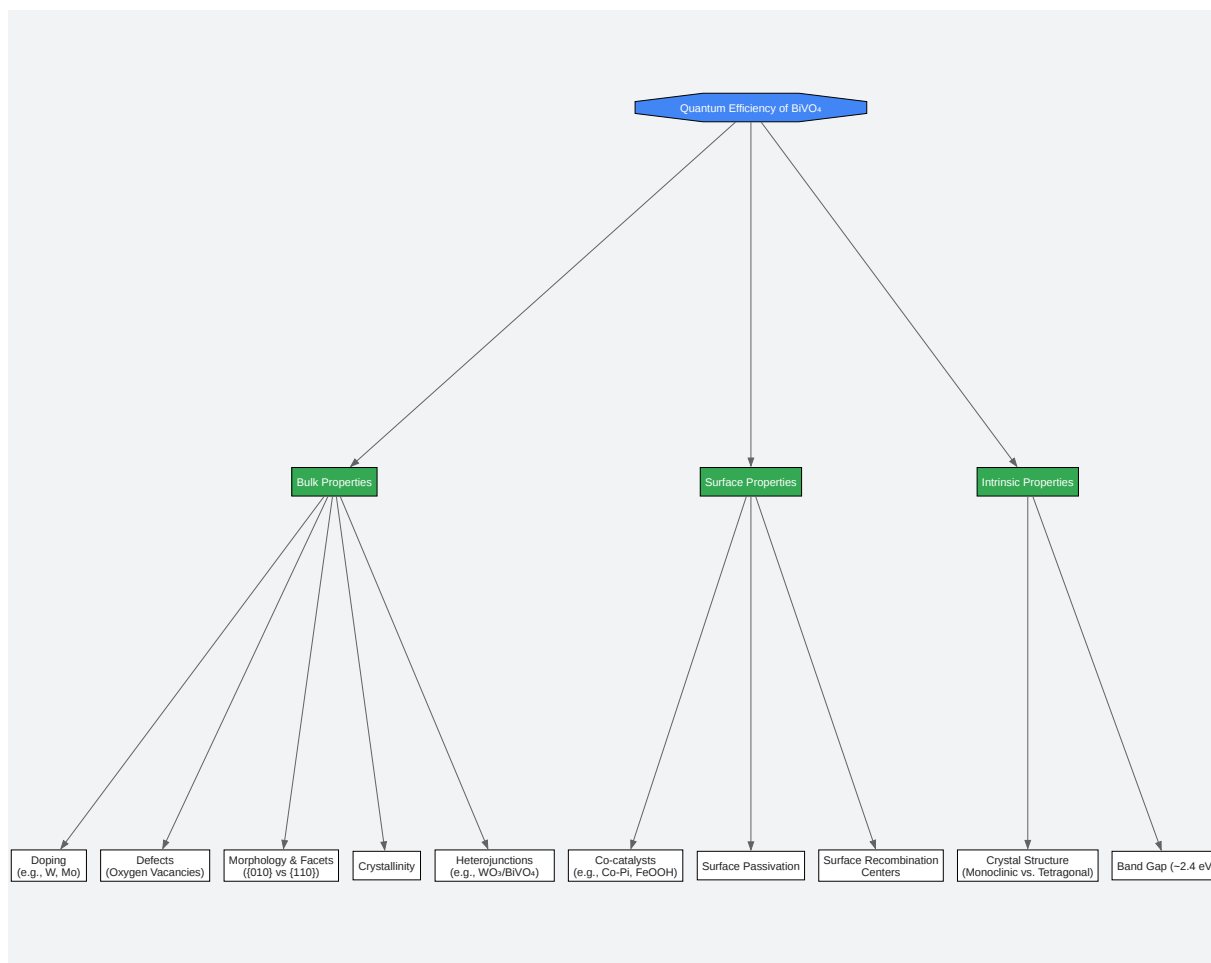 Quantum Efficiency of BiVO₄
Bulk Properties
Surface Properties
Intrinsic Properties
Doping
(e.g., W, Mo)
Defects
(Oxygen Vacancies)
Morphology & Facets
({010} vs {110})
Crystallinity
Heterojunctions
(e.g., WO₃/BiVO₄)
Co-catalysts
(e.g., Co-Pi, FeOOH)
Surface Passivation
Surface Recombination
Centers
Crystal Structure
(Monoclinic vs. Tetragonal)
Band Gap (~2.4 eV